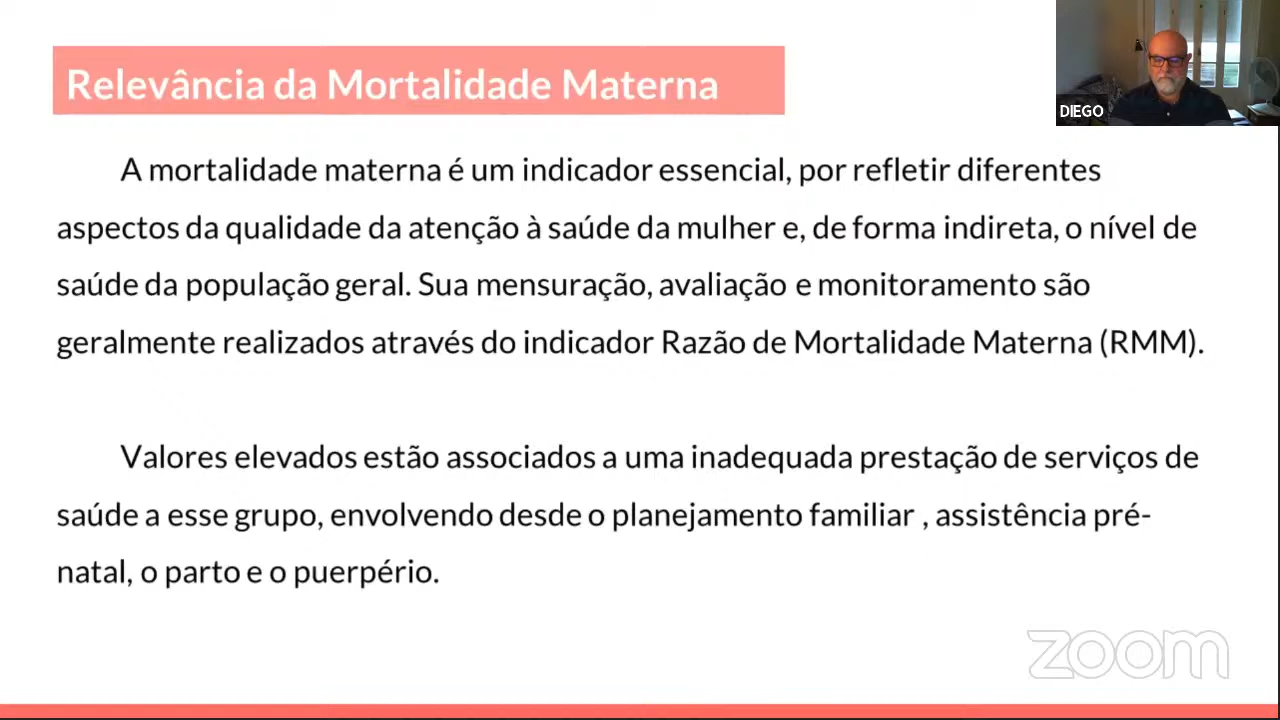 Relevância da Mortalidade Materna
DIEGO
A mortalidade materna é um indicador essencial, por refletir diferentes
aspectos da qualidade da atenção à saúde da mulher e, de forma indireta, o nível de
saúde da população geral. Sua mensuração, avaliação e monitoramento são
geralmente realizados através do indicador Razão de Mortalidade Materna (RMM).
Valores elevados estão associados a uma inadequada prestação de serviços de
saúde a esse grupo, envolvendo desde o planejamento familiar , assistência pré-
natal, o parto e o puerpério.
zoom